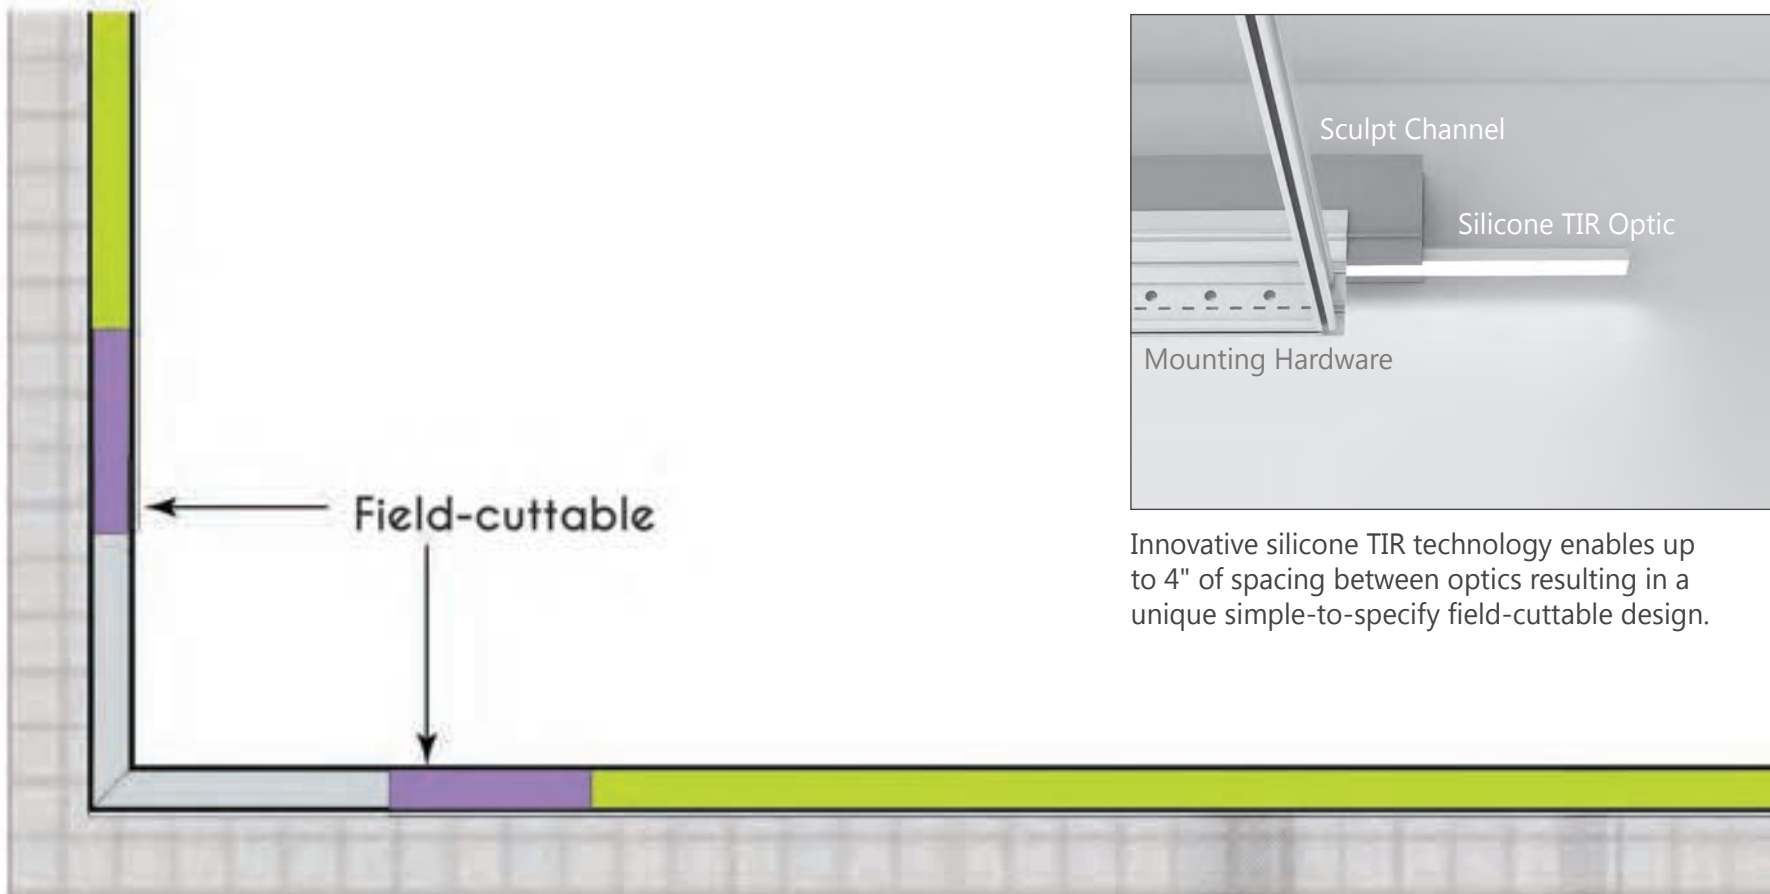 Sculpt Channel
Silicone TIR Optic
Mounting Hardware
Field-cuttable
Innovative silicone TIR technology enables up
to 4" of spacing between optics resulting in a
unique simple-to-specify field-cuttable design.